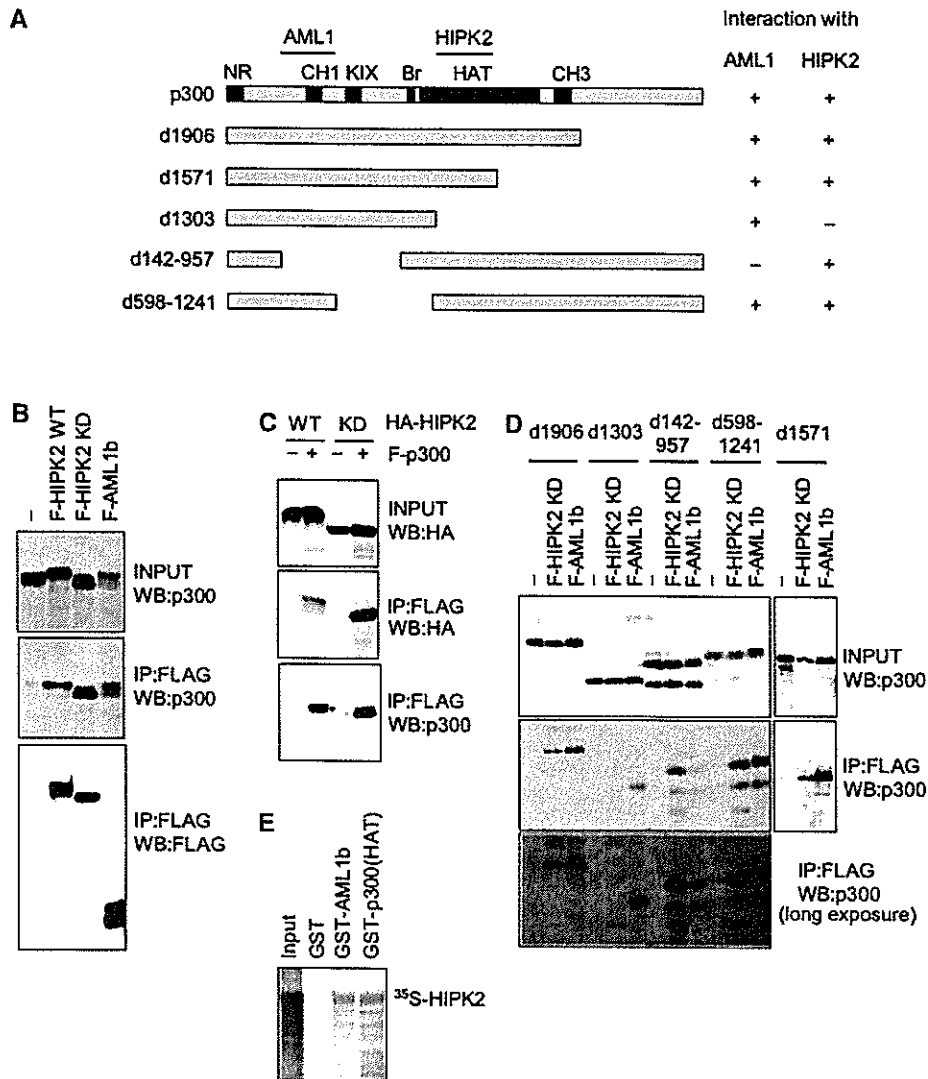 A
Interaction with
AML1 HIPK2
AML1 HIPK2
NR CH1 KIX Br HAT CH3
p300 + +
d1906 + +
d1571 + +
d1303 + –
d142-957 – +
d598-1241 + +
B
– F-HIPK2 WT F-HIPK2 KD F-AML1b
INPUT
WB:p300
IP:FLAG
WB:p300
IP:FLAG
WB:FLAG
C
WT KD HA-HIPK2
– + – + F-p300
INPUT
WB:HA
IP:FLAG
WB:HA
IP:FLAG
WB:p300
D
d1906 d1303 d142-957 d598-1241 d1571
– F-HIPK2 KD F-AML1b – F-HIPK2 KD F-AML1b – F-HIPK2 KD F-AML1b – F-HIPK2 KD F-AML1b – F-HIPK2 KD F-AML1b
INPUT
WB:p300
IP:FLAG
WB:p300
IP:FLAG
WB:p300
(long exposure)
E
Input GST GST-AML1b GST-p300(HAT)
³⁵S-HIPK2